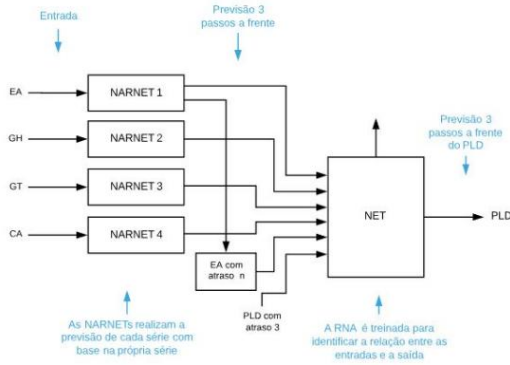 Entrada
Previsão 3
passos a frente
EA
NARNET 1
GH
NARNET 2
GT
NARNET 3
CA
NARNET 4
EA com
atraso n
PLD com
atraso 3
NET
Previsão 3
passos a frente
do PLD
PLD
As NARNETs realizam a
previsão de cada série com
base na própria série
A RNA é treinada para
identificar a relação entre as
entradas e a saída